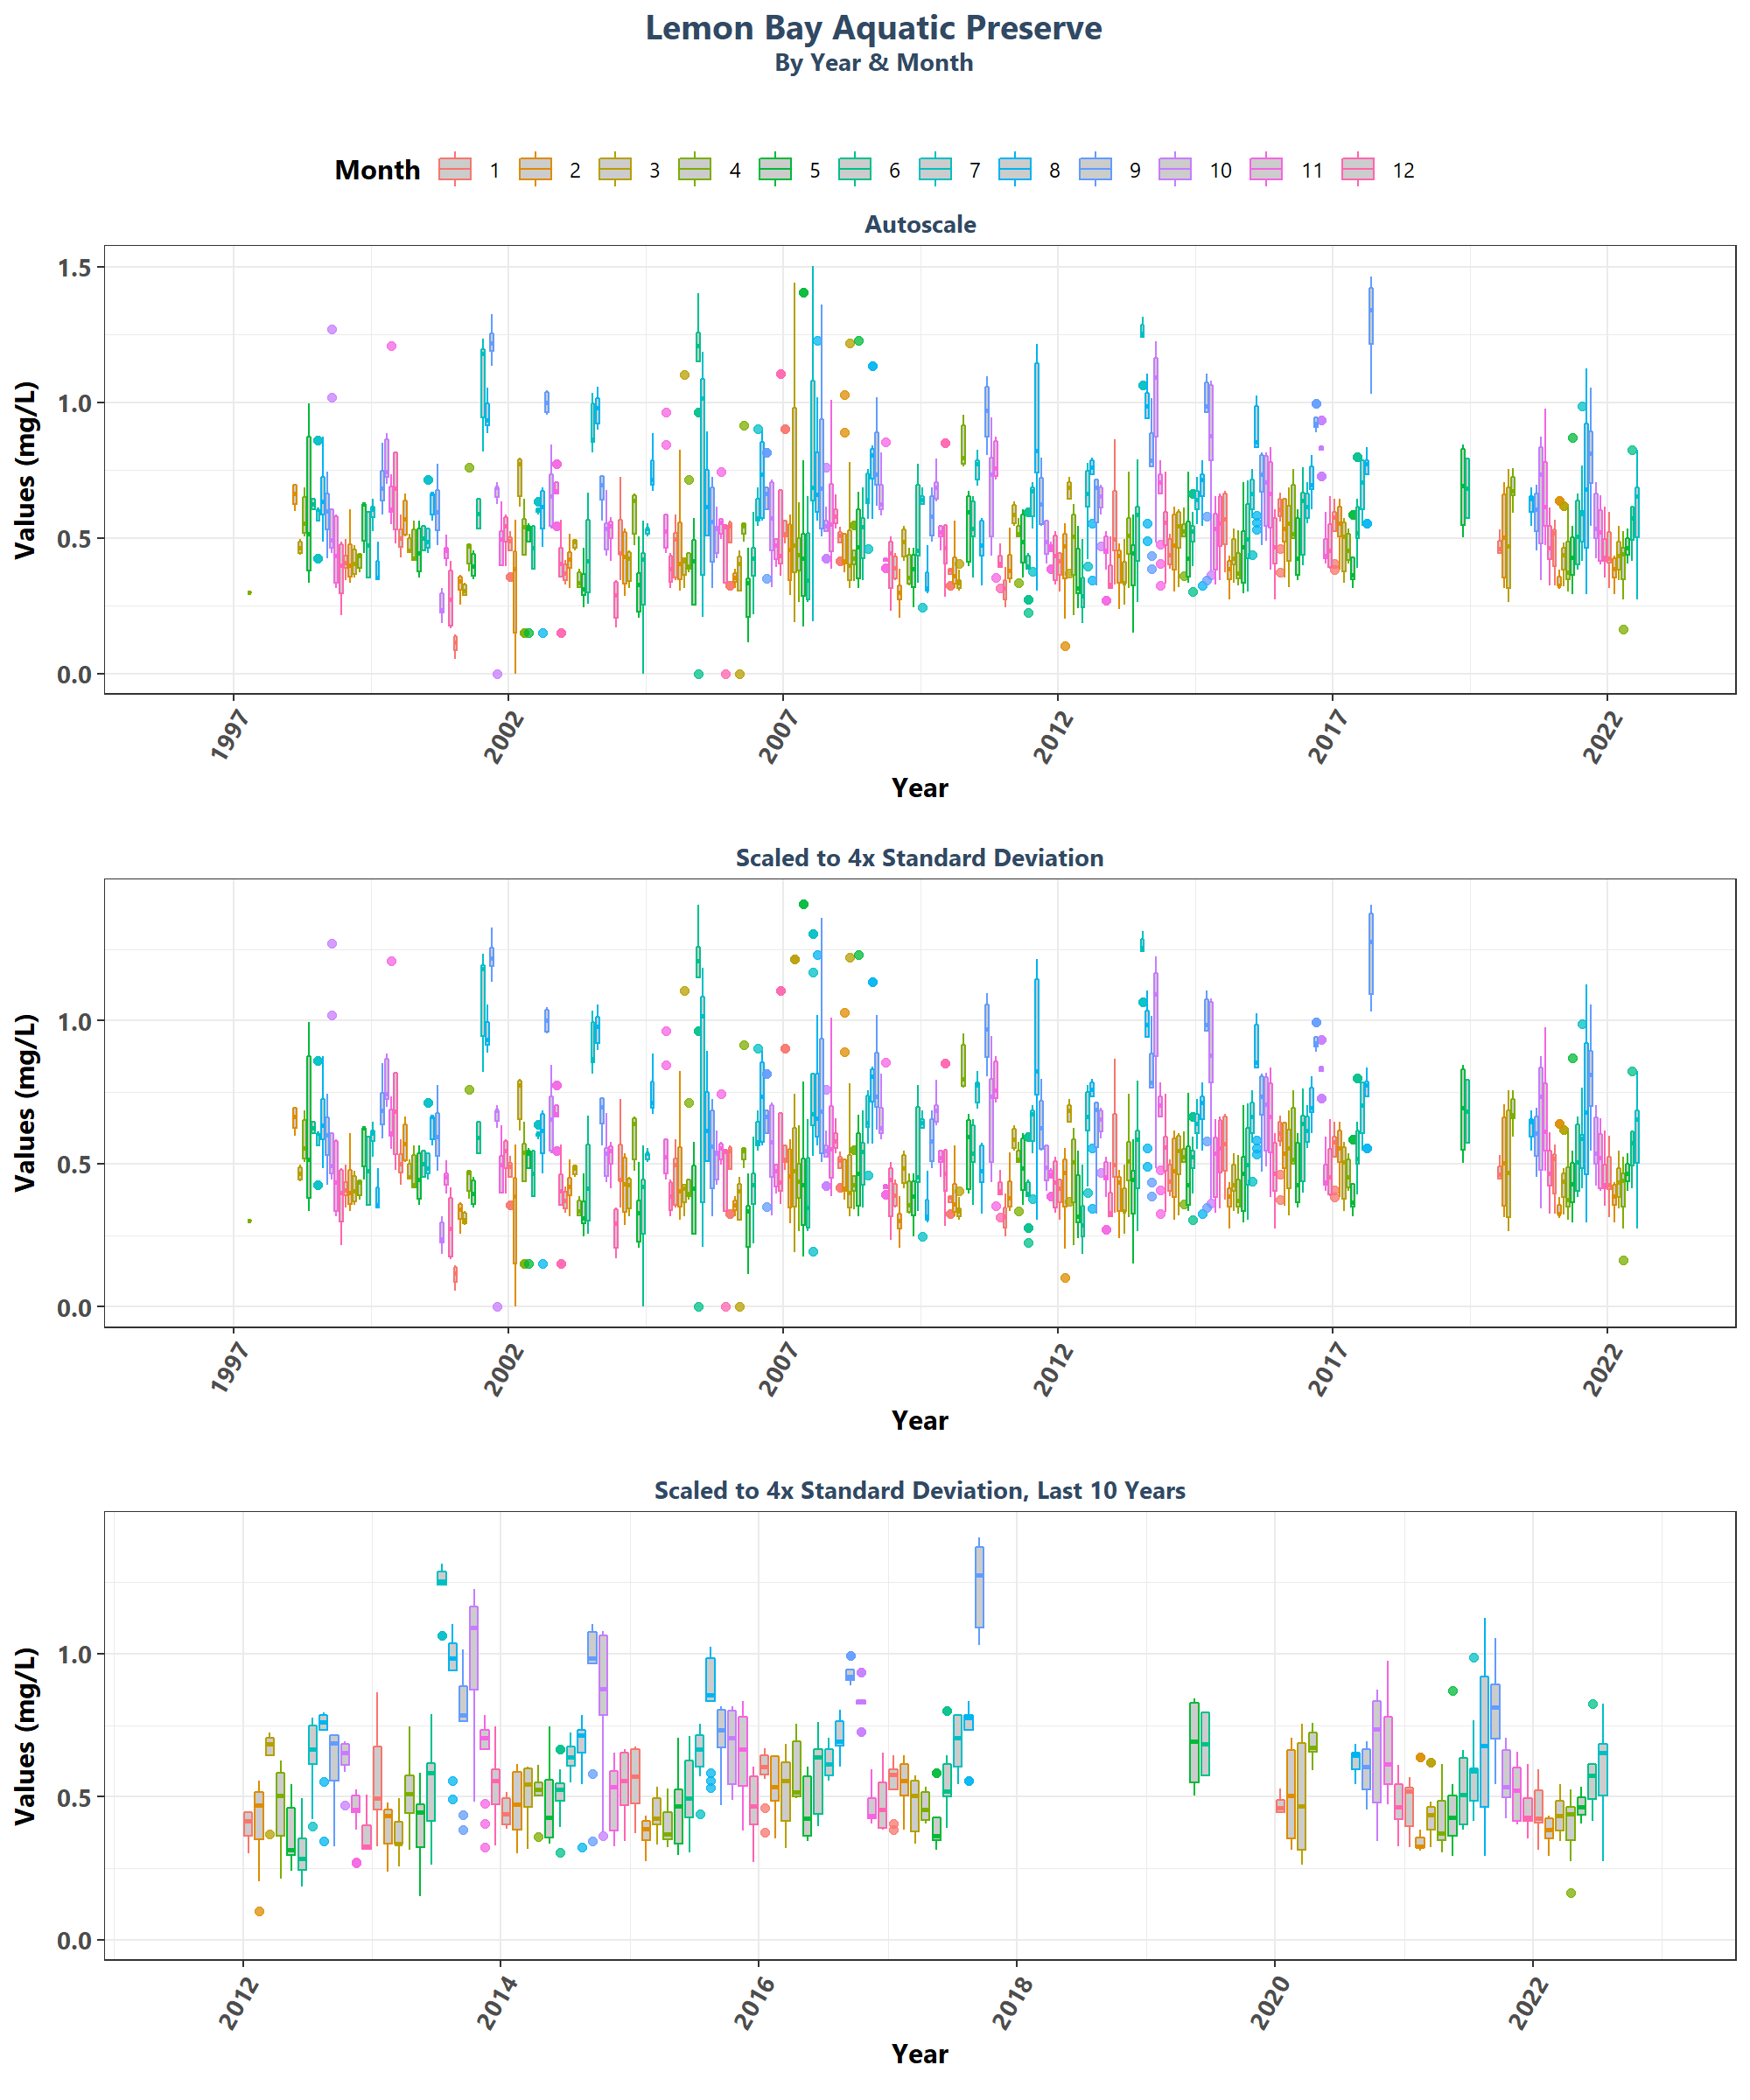 Lemon Bay Aquatic Preserve
By Year & Month
Month 1 2 3 4 5 6 7 8 9 10 11 12
Autoscale
Values (mg/L)
1.5
1.0
0.5
0.0
1997 2002 2007 2012 2017 2022
Year
Scaled to 4x Standard Deviation
Values (mg/L)
1.0
0.5
0.0
1997 2002 2007 2012 2017 2022
Year
Scaled to 4x Standard Deviation, Last 10 Years
Values (mg/L)
1.0
0.5
0.0
2012 2014 2016 2018 2020 2022
Year